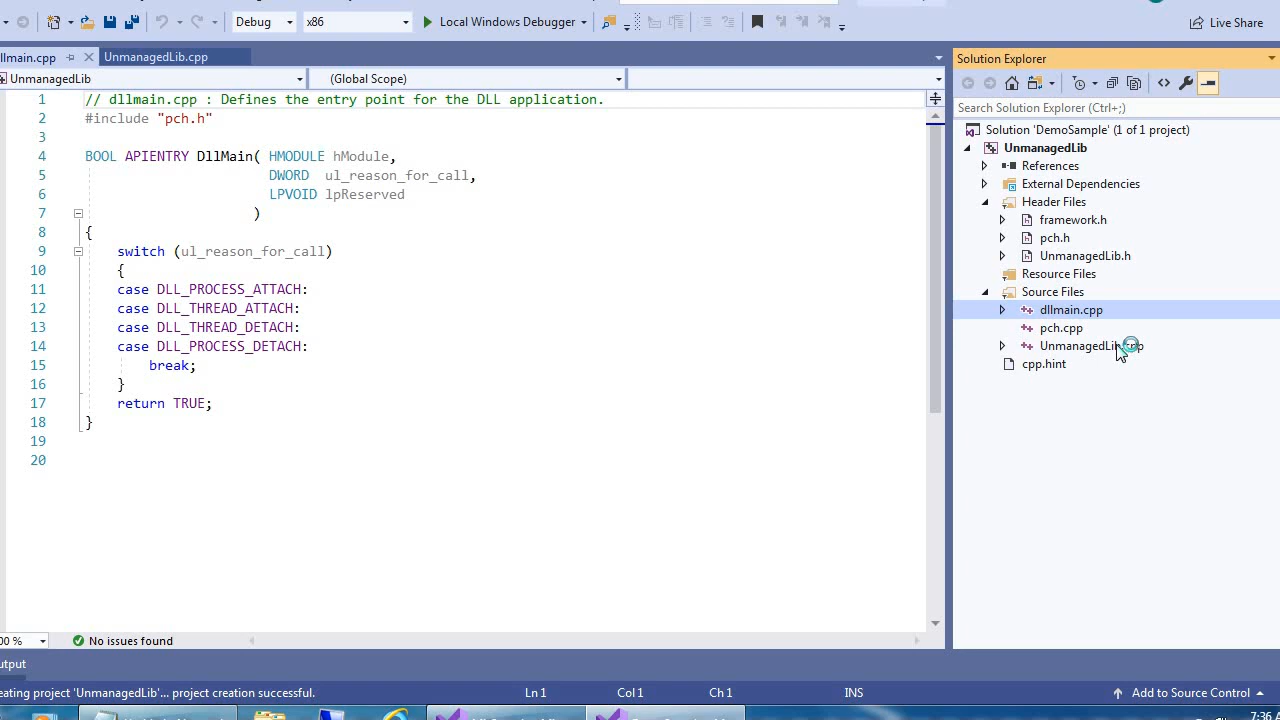 Debug
x86
Local Windows Debugger
Live Share
llmain.cpp
UnmanagedLib.cpp
UnmanagedLib
(Global Scope)
1 // dllmain.cpp : Defines the entry point for the DLL application.
2 #include "pch.h"
3
4 BOOL APIENTRY DllMain( HMODULE hModule,
5 DWORD ul_reason_for_call,
6 LPVOID lpReserved
7 )
8 {
9 switch (ul_reason_for_call)
10 {
11 case DLL_PROCESS_ATTACH:
12 case DLL_THREAD_ATTACH:
13 case DLL_THREAD_DETACH:
14 case DLL_PROCESS_DETACH:
15 break;
16 }
17 return TRUE;
18 }
19
20
00 %
No issues found
Solution Explorer
Search Solution Explorer (Ctrl+;)
Solution 'DemoSample' (1 of 1 project)
UnmanagedLib
References
External Dependencies
Header Files
framework.h
pch.h
UnmanagedLib.h
Resource Files
Source Files
dllmain.cpp
pch.cpp
UnmanagedLib.cpp
cpp.hint
utput
eating project 'UnmanagedLib'... project creation successful.
Ln 1
Col 1
Ch 1
INS
Add to Source Control
7:36 A